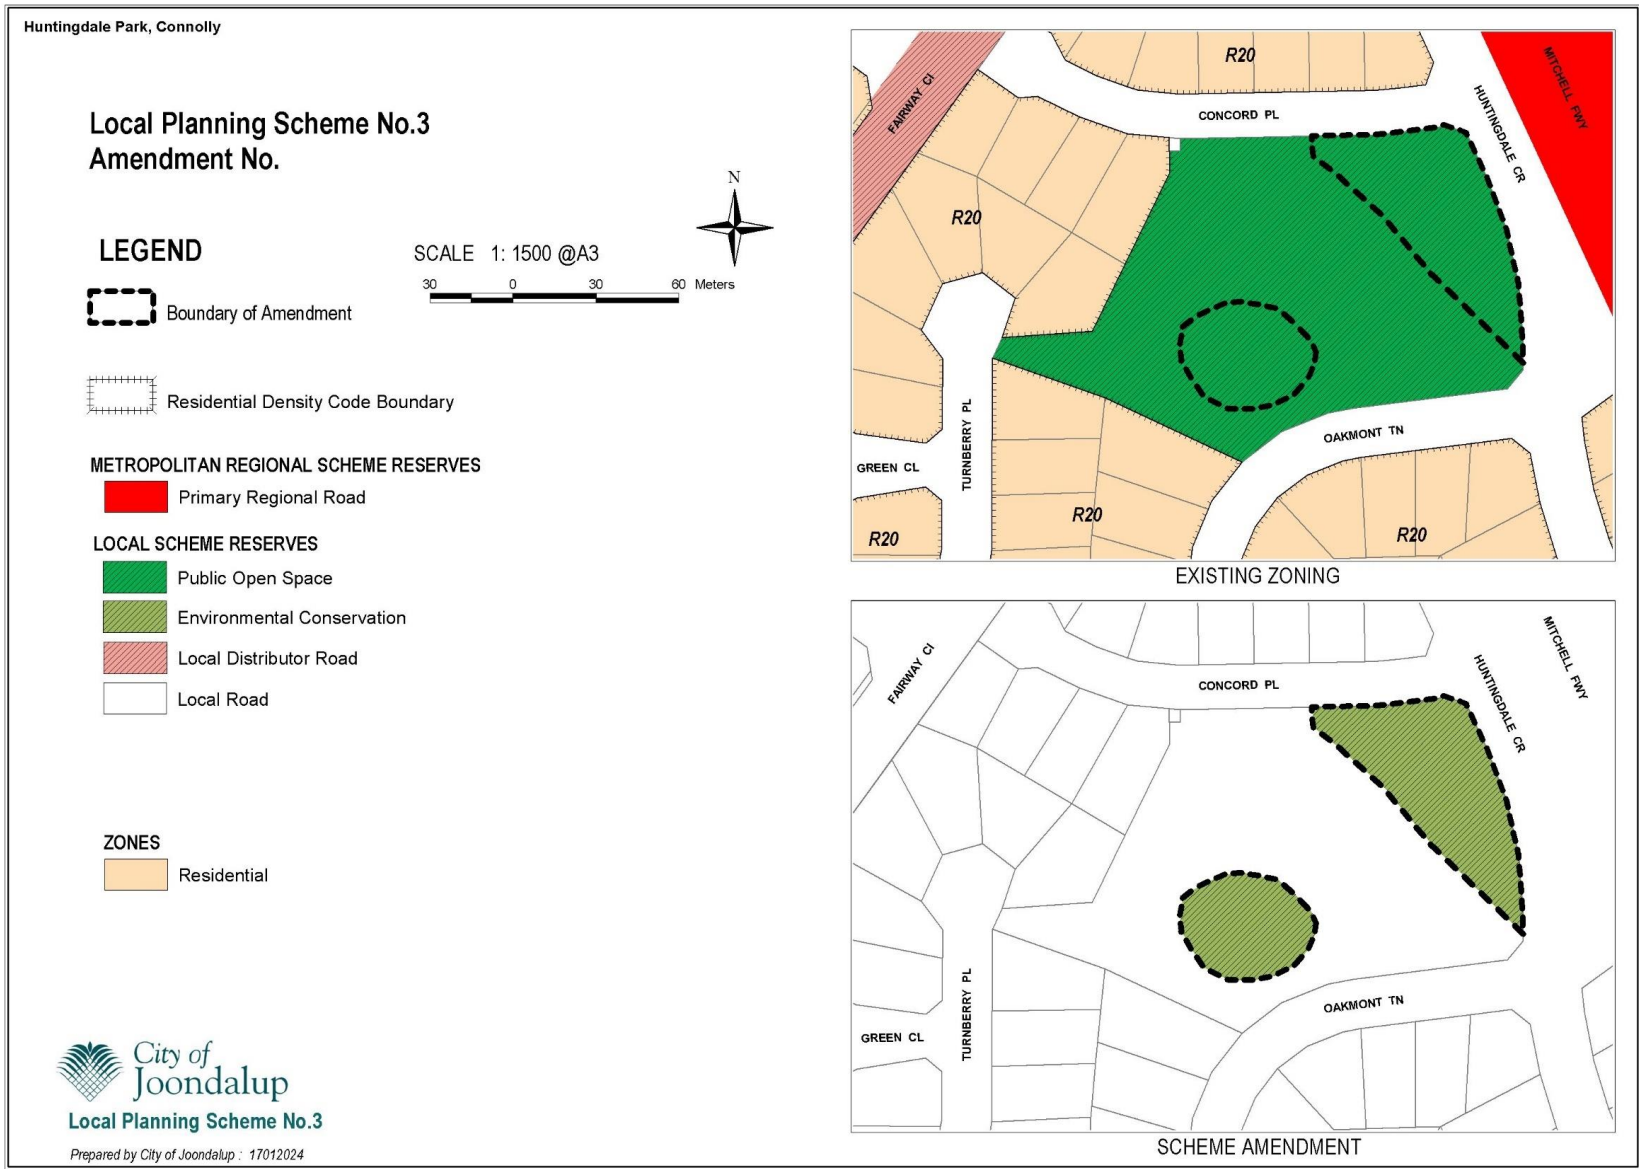 Huntingdale Park, Connolly
Local Planning Scheme No.3
Amendment No.
N
LEGEND
SCALE 1: 1500 @A3
30 0 30 60 Meters
Boundary of Amendment
Residential Density Code Boundary
METROPOLITAN REGIONAL SCHEME RESERVES
Primary Regional Road
LOCAL SCHEME RESERVES
Public Open Space
Environmental Conservation
Local Distributor Road
Local Road
ZONES
Residential
City of
Joondalup
Local Planning Scheme No.3
Prepared by City of Joondalup : 17012024
R20
MITCHELL FWY
FAIRWAY CI
CONCORD PL
HUNTINGDALE CR
R20
TURNBERRY PL
OAKMONT TN
GREEN CL
R20
R20
R20
EXISTING ZONING
FAIRWAY CI
MITCHELL FWY
CONCORD PL
HUNTINGDALE CR
TURNBERRY PL
OAKMONT TN
GREEN CL
SCHEME AMENDMENT